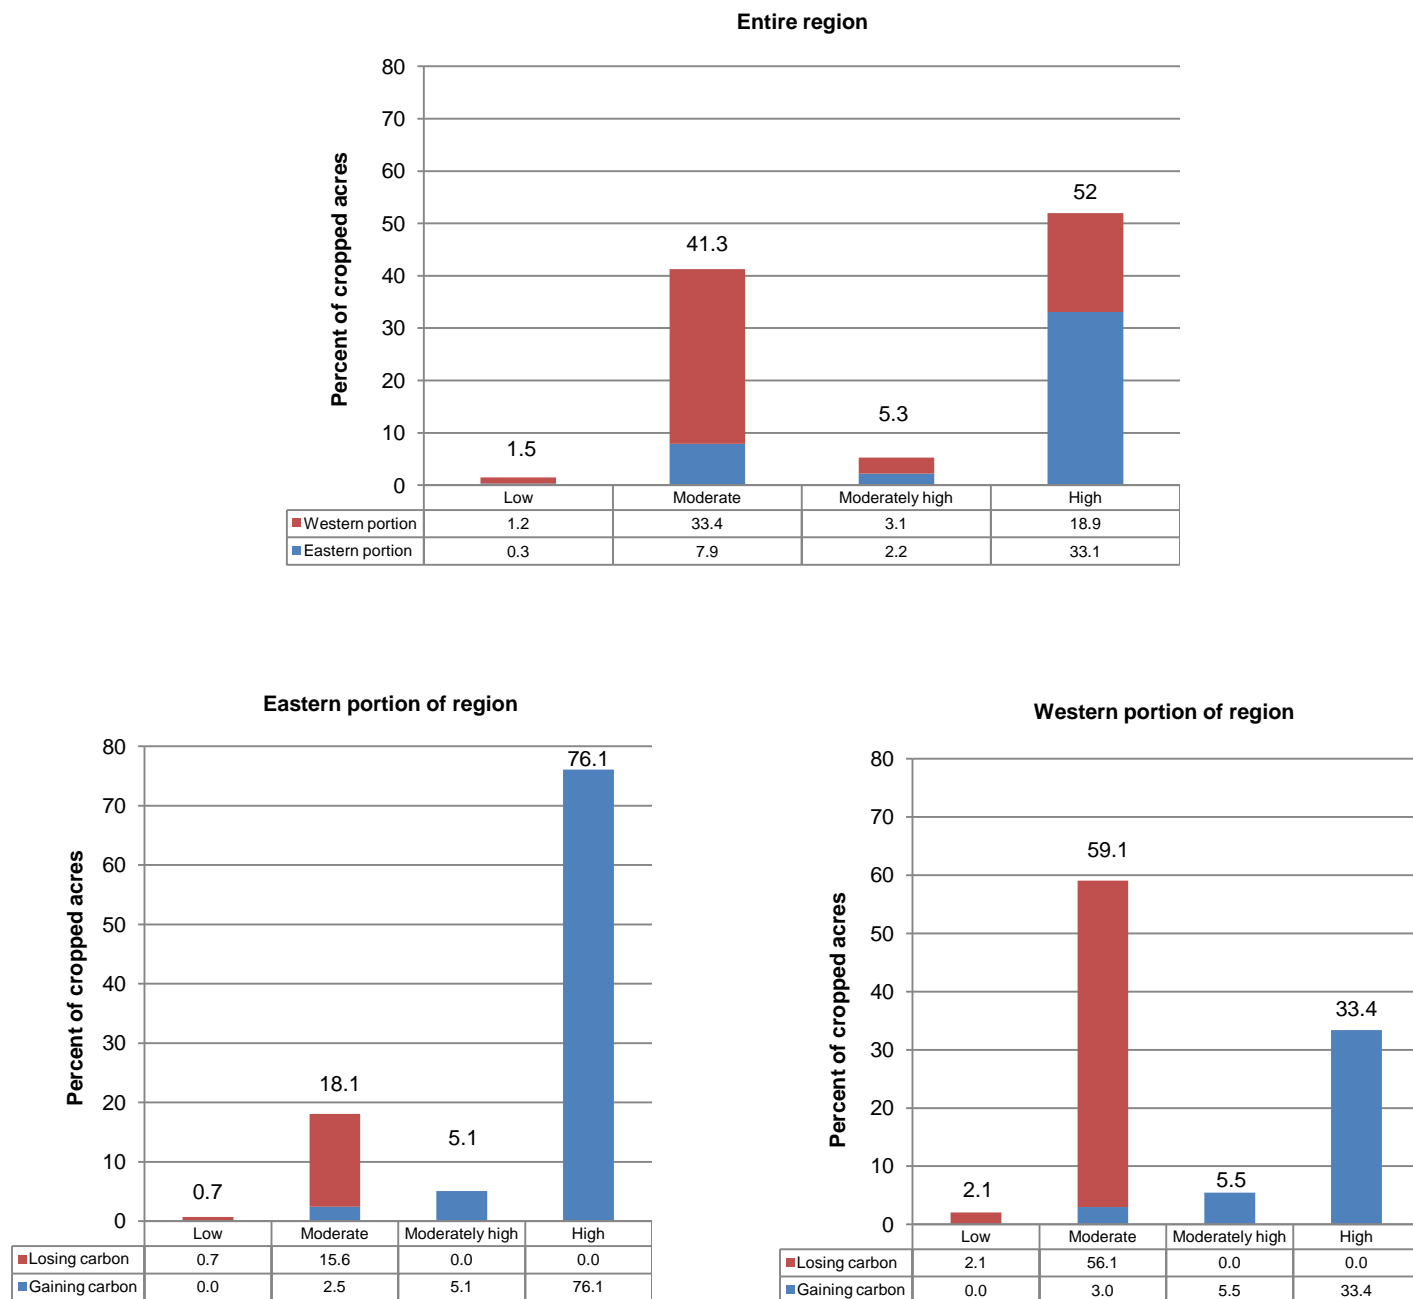 Entire region
80
70
60
50
40
30
20
10
0
Percent of cropped acres
1.5
41.3
5.3
52
Low Moderate Moderately high High
Western portion 1.2 33.4 3.1 18.9
Eastern portion 0.3 7.9 2.2 33.1
Eastern portion of region
80
70
60
50
40
30
20
10
0
Percent of cropped acres
0.7
18.1
5.1
76.1
Low Moderate Moderately high High
Losing carbon 0.7 15.6 0.0 0.0
Gaining carbon 0.0 2.5 5.1 76.1
Western portion of region
80
70
60
50
40
30
20
10
0
Percent of cropped acres
2.1
59.1
5.5
33.4
Low Moderate Moderately high High
Losing carbon 2.1 56.1 0.0 0.0
Gaining carbon 0.0 3.0 5.5 33.4